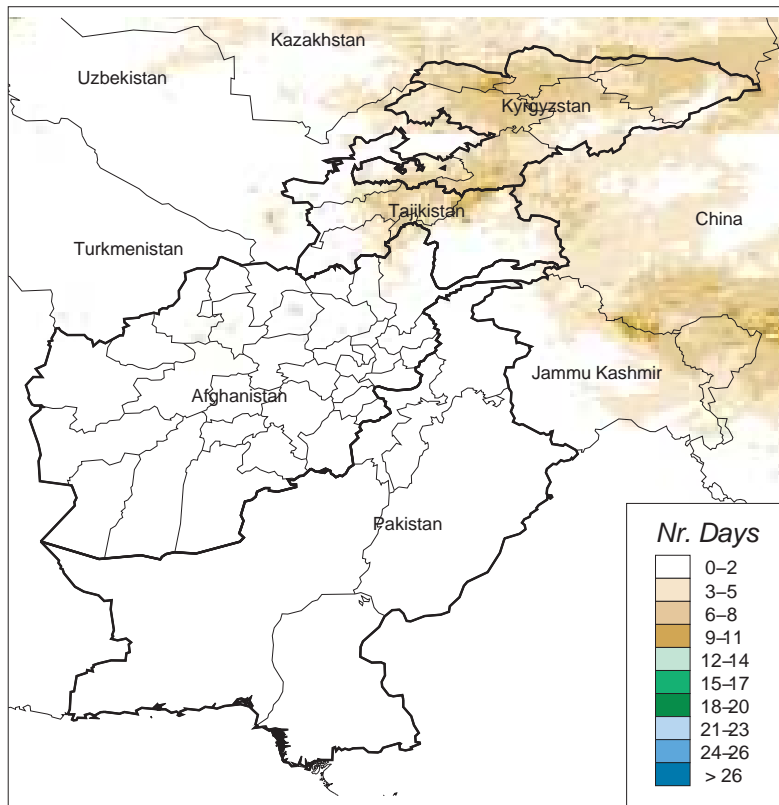 Kazakhstan
Uzbekistan
Kyrgyzstan
Tajikistan
China
Turkmenistan
Jammu Kashmir
Afghanistan
Pakistan
Nr. Days
0–2
3–5
6–8
9–11
12–14
15–17
18–20
21–23
24–26
> 26